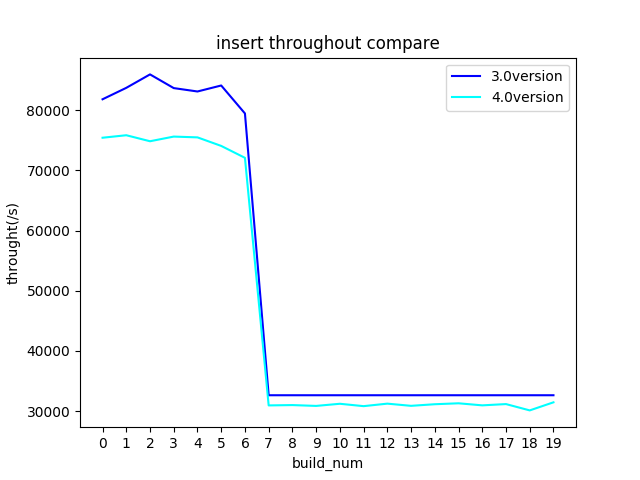 insert throughout compare
3.0version
4.0version
throught(/s)
80000
70000
60000
50000
40000
30000
0 1 2 3 4 5 6 7 8 9 10 11 12 13 14 15 16 17 18 19
build_num